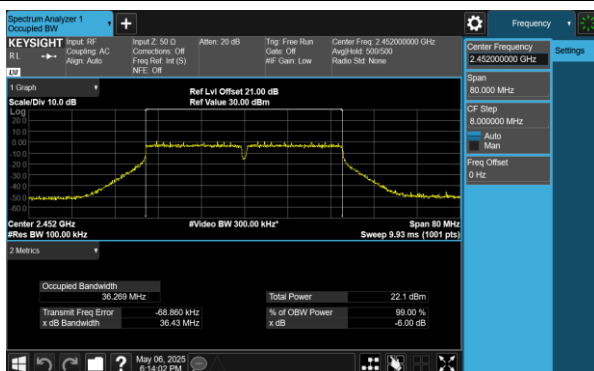 Spectrum Analyzer 1
Occupied BW
Frequency
KEYSIGHT
RL
Input: RF
Coupling: AC
Align: Auto
Input Z: 50 Ω
Corrections: Off
Freq Ref: Int (S)
NFE: Off
Atten: 20 dB
Trig: Free Run
Gate: Off
#IF Gain: Low
Center Freq: 2.452000000 GHz
Avg|Hold: 500/500
Radio Std: None
Center Frequency
2.452000000 GHz
Settings
Span
80.000 MHz
CF Step
8.000000 MHz
Auto
Man
Freq Offset
0 Hz
1 Graph
Scale/Div 10.0 dB
Ref Lvl Offset 21.00 dB
Ref Value 30.00 dBm
Log
20.0
10.0
0.00
-10.0
-20.0
-30.0
-40.0
-50.0
-60.0
Center 2.452 GHz
#Video BW 300.00 kHz*
Span 80 MHz
#Res BW 100.00 kHz
Sweep 9.93 ms (1001 pts)
2 Metrics
Occupied Bandwidth
36.269 MHz
Total Power 22.1 dBm
Transmit Freq Error -68.860 kHz
% of OBW Power 99.00 %
x dB Bandwidth 36.43 MHz
x dB -6.00 dB
?
May 06, 2025
6:14:02 PM